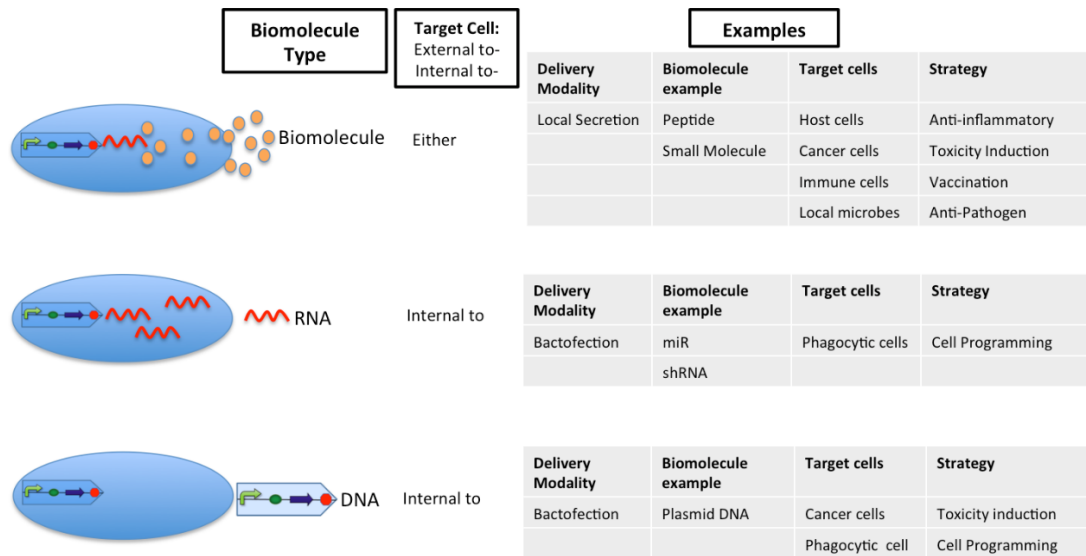 Biomolecule
Type
Target Cell:
External to-
Internal to-
Examples
Delivery
Modality
Biomolecule
example
Target cells
Strategy
Local Secretion
Peptide
Host cells
Anti-inflammatory
Small Molecule
Cancer cells
Toxicity Induction
Immune cells
Vaccination
Local microbes
Anti-Pathogen
Biomolecule
Either
Delivery
Modality
Biomolecule
example
Target cells
Strategy
Bactofection
miR
Phagocytic cells
Cell Programming
shRNA
RNA
Internal to
Delivery
Modality
Biomolecule
example
Target cells
Strategy
Bactofection
Plasmid DNA
Cancer cells
Toxicity induction
Phagocytic cell
Cell Programming
DNA
Internal to